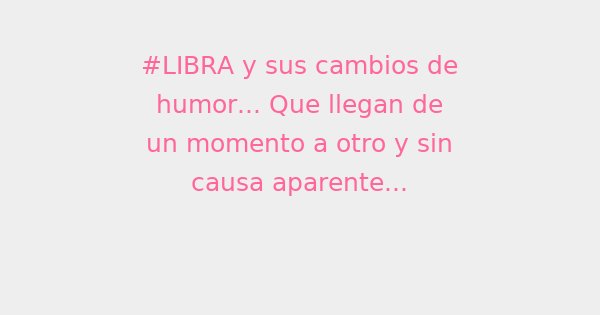 #LIBRA y sus cambios de
humor... Que llegan de
un momento a otro y sin
causa aparente...